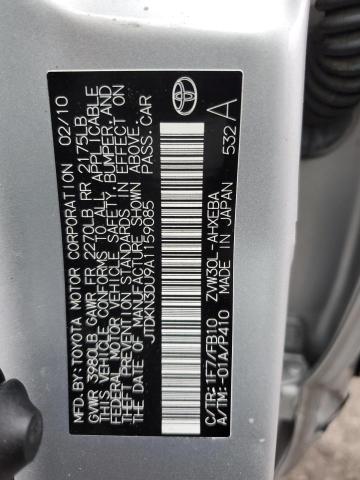 MFD. BY: TOYOTA MOTOR CORPORATION 02/10
GVWR 3980LB GAWR FR 2270LB RR 2175LB
THIS VEHICLE CONFORMS TO ALL APPLICABLE
FEDERAL MOTOR VEHICLE SAFETY, BUMPER, AND
THEFT PREVENTION STANDARDS IN EFFECT ON
THE DATE OF MANUFACTURE SHOWN ABOVE.
JTDKN3DU9A1159085 PASS. CAR
C/TR:1F7/FB10 ZVW30L-AHXEBA
A/TM:-01A/P410 MADE IN JAPAN 532 A